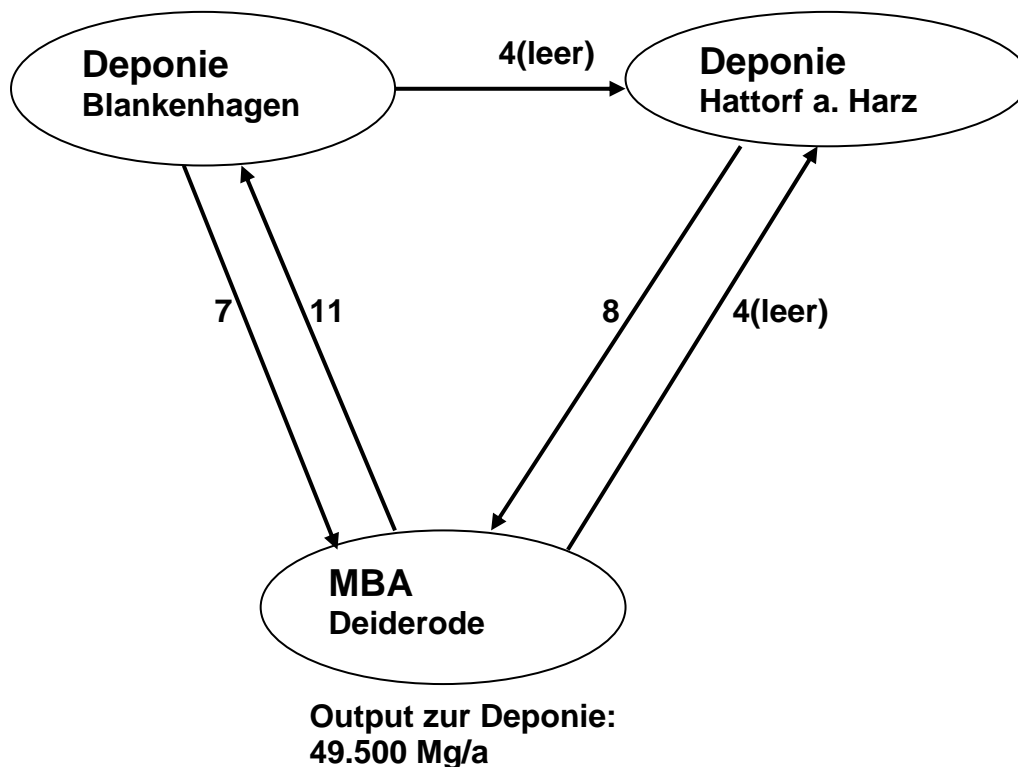 4(leer)
Deponie
Blankenhagen
Deponie
Hattorf a. Harz
7
11
8
4(leer)
MBA
Deiderode
Output zur Deponie:
49.500 Mg/a